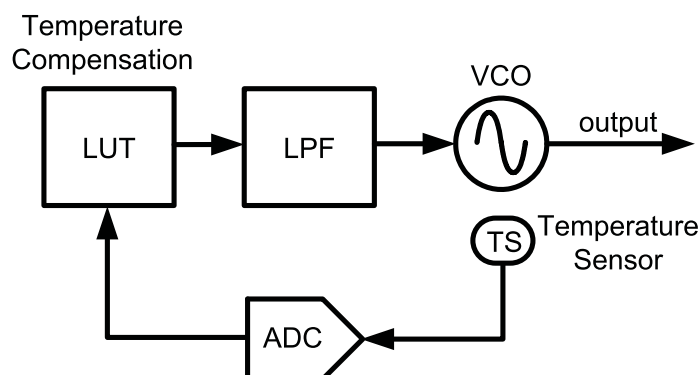 Temperature
Compensation
VCO
LUT
LPF
output
TS
Temperature
Sensor
ADC